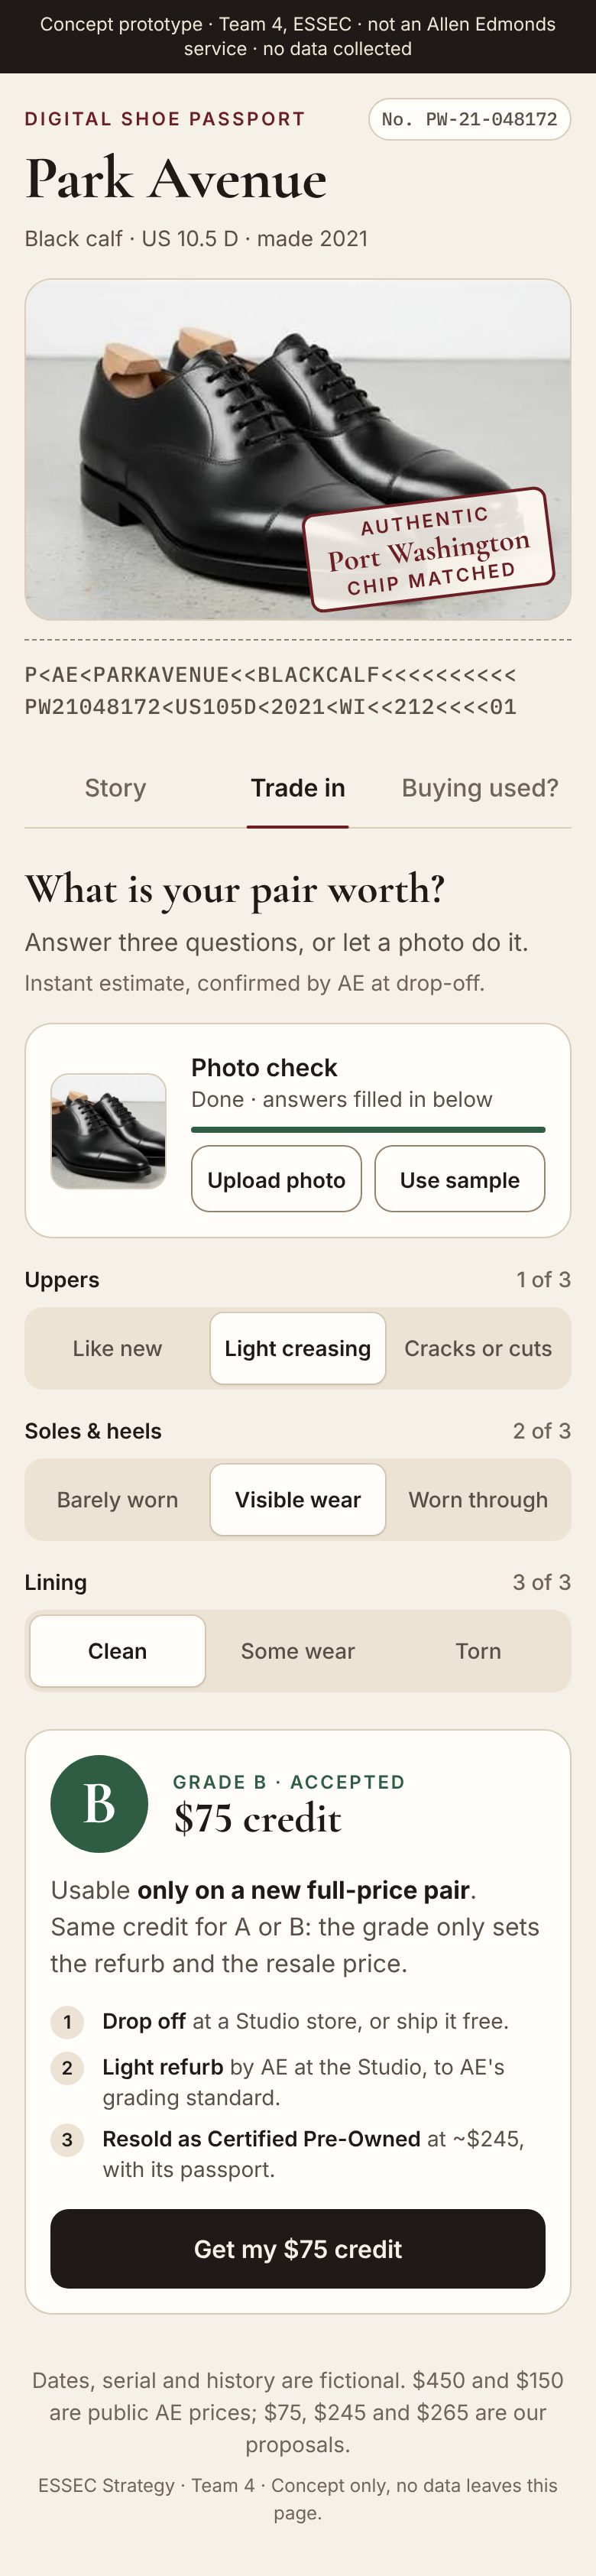 Concept prototype · Team 4, ESSEC · not an Allen Edmonds
service · no data collected
DIGITAL SHOE PASSPORT
No. PW-21-048172
Park Avenue
Black calf · US 10.5 D · made 2021
AUTHENTIC
Port Washington
CHIP MATCHED
P<AE<PARKAVENUE<<BLACKCALF<<<<<<<<<<
PW21048172<US105D<2021<WI<<212<<<<01
Story
Trade in
Buying used?
What is your pair worth?
Answer three questions, or let a photo do it.
Instant estimate, confirmed by AE at drop-off.
Photo check
Done · answers filled in below
Upload photo
Use sample
Uppers
1 of 3
Like new
Light creasing
Cracks or cuts
Soles & heels
2 of 3
Barely worn
Visible wear
Worn through
Lining
3 of 3
Clean
Some wear
Torn
B
GRADE B · ACCEPTED
$75 credit
Usable only on a new full-price pair.
Same credit for A or B: the grade only sets
the refurb and the resale price.
1 Drop off at a Studio store, or ship it free.
2 Light refurb by AE at the Studio, to AE's
grading standard.
3 Resold as Certified Pre-Owned at ~$245,
with its passport.
Get my $75 credit
Dates, serial and history are fictional. $450 and $150
are public AE prices; $75, $245 and $265 are our
proposals.
ESSEC Strategy · Team 4 · Concept only, no data leaves this
page.